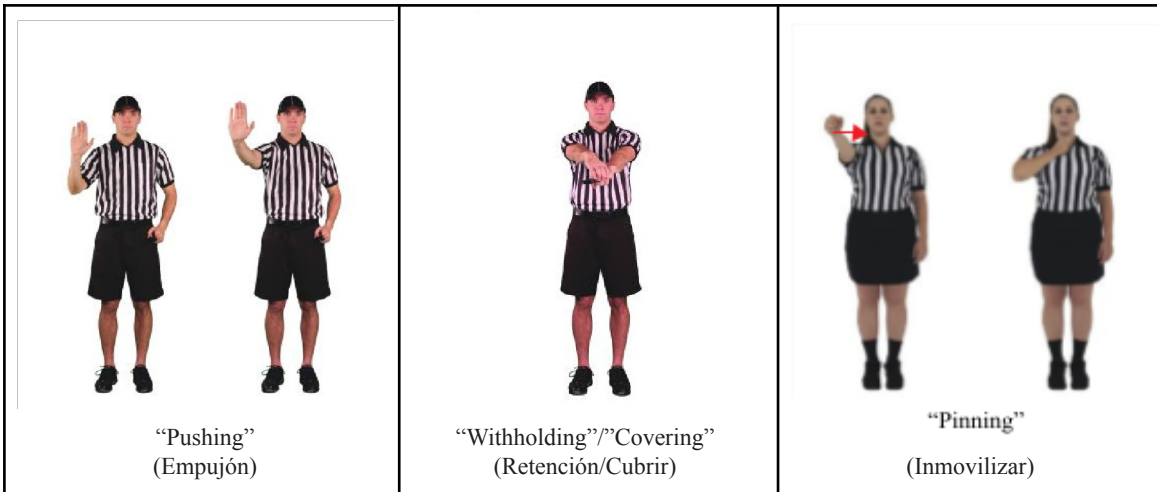 “Pushing”
(Empujón)
“Withholding”/”Covering”
(Retención/Cubrir)
“Pinning”
(Inmovilizar)